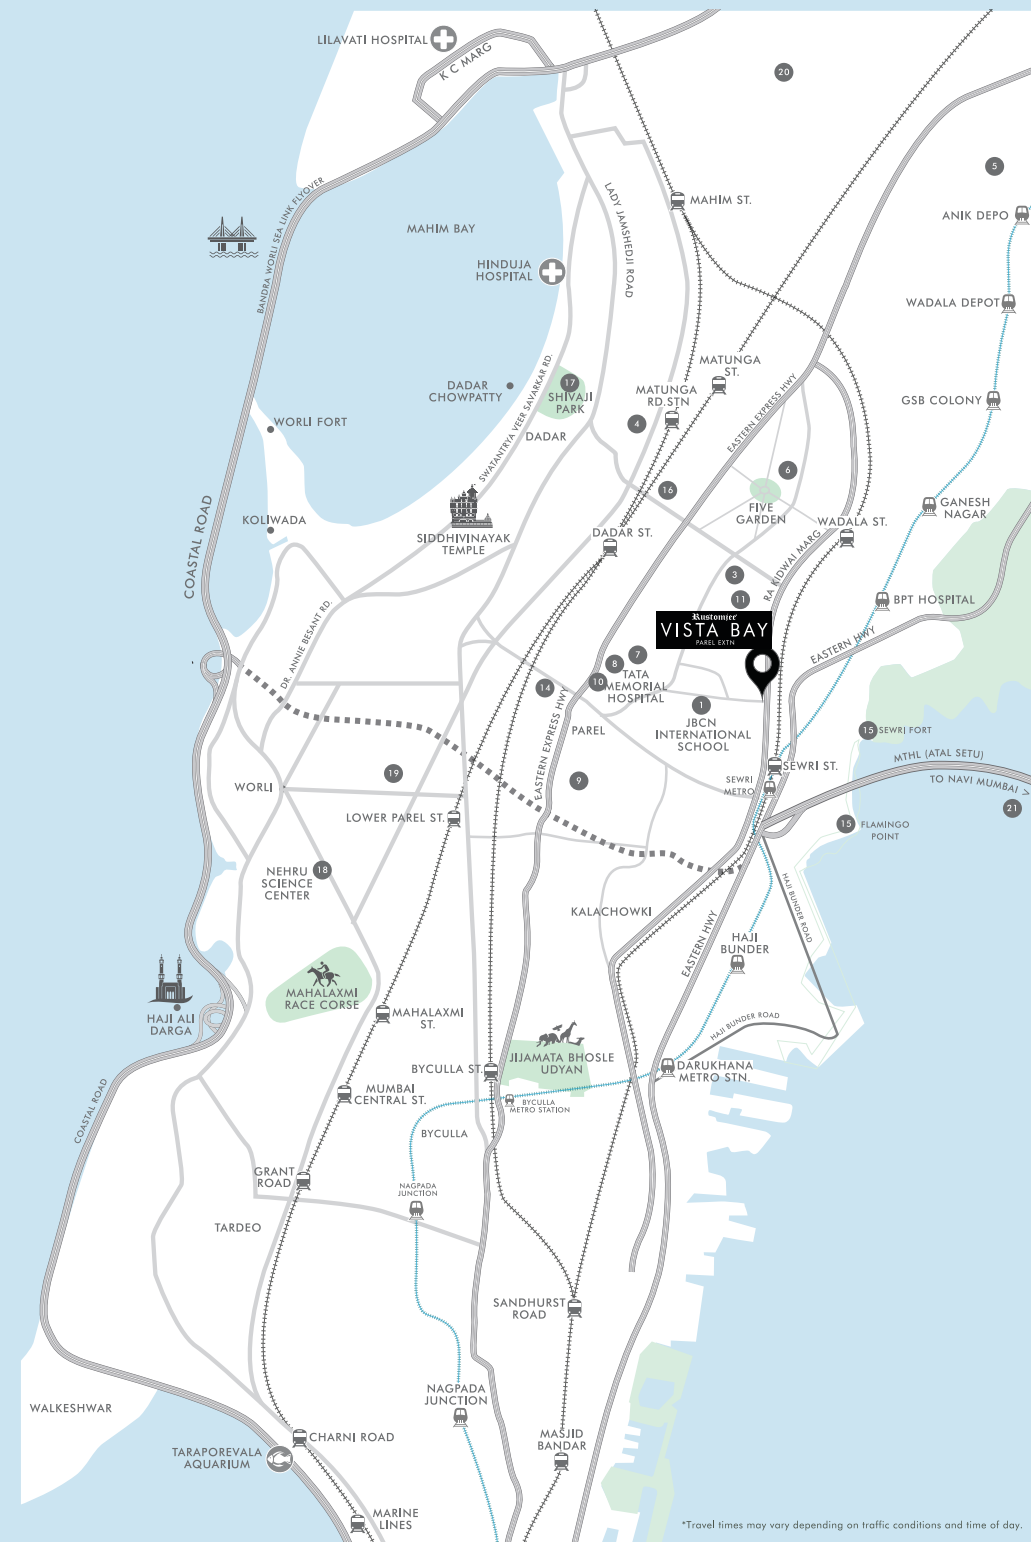 LILAVATI HOSPITAL
K C MARG
20
5
BANDRA WORLI SEA LINK FLYOVER
MAHIM BAY
LADY JAMSHEDJI ROAD
MAHIM ST.
ANIK DEPO
HINDUJA
HOSPITAL
WADALA DEPOT
MATUNGA
ST.
DADAR
CHOWPATTY
17
SHIVAJI
PARK
MATUNGA
RD.STN
EASTERN EXPRESS HWY
GSB COLONY
WORLI FORT
SWATANTRYA VEER SAVARKAR RD.
DADAR
4
6
16
FIVE
GARDEN
GANESH
NAGAR
COASTAL ROAD
KOLIWADA
SIDDHIVINAYAK
TEMPLE
DADAR ST.
WADALA ST.
RA KIDWAI MARG
3
11
BPT HOSPITAL
DR. ANNIE BESANT RD.
Rustomjee
VISTA BAY
PAREL EXTN
EASTERN HWY
7
8
10
TATA
MEMORIAL
HOSPITAL
14
1
JBCN
INTERNATIONAL
SCHOOL
EASTERN EXPRESS HWY
PAREL
15
SEWRI FORT
MTHL (ATAL SETU)
TO NAVI MUMBAI >
21
SEWRI ST.
SEWRI
METRO
WORLI
19
9
LOWER PAREL ST.
15
FLAMINGO
POINT
NEHRU
SCIENCE
CENTER
18
HAJI BUNDER ROAD
KALACHOWKI
EASTERN HWY
HAJI
BUNDER
MAHALAXMI
RACE CORSE
HAJI ALI
DARGA
MAHALAXMI
ST.
HAJI BUNDER ROAD
JIJAMATA BHOSLE
UDYAN
BYCULLA ST.
DARUKHANA
METRO STN.
COASTAL ROAD
MUMBAI
CENTRAL ST.
BYCULLA
METRO STATION
BYCULLA
GRANT
ROAD
NAGPADA
JUNCTION
TARDEO
SANDHURST
ROAD
NAGPADA
JUNCTION
WALKESHWAR
CHARNI ROAD
MASJID
BANDAR
TARAPOREVALA
AQUARIUM
MARINE
LINES
*Travel times may vary depending on traffic conditions and time of day.